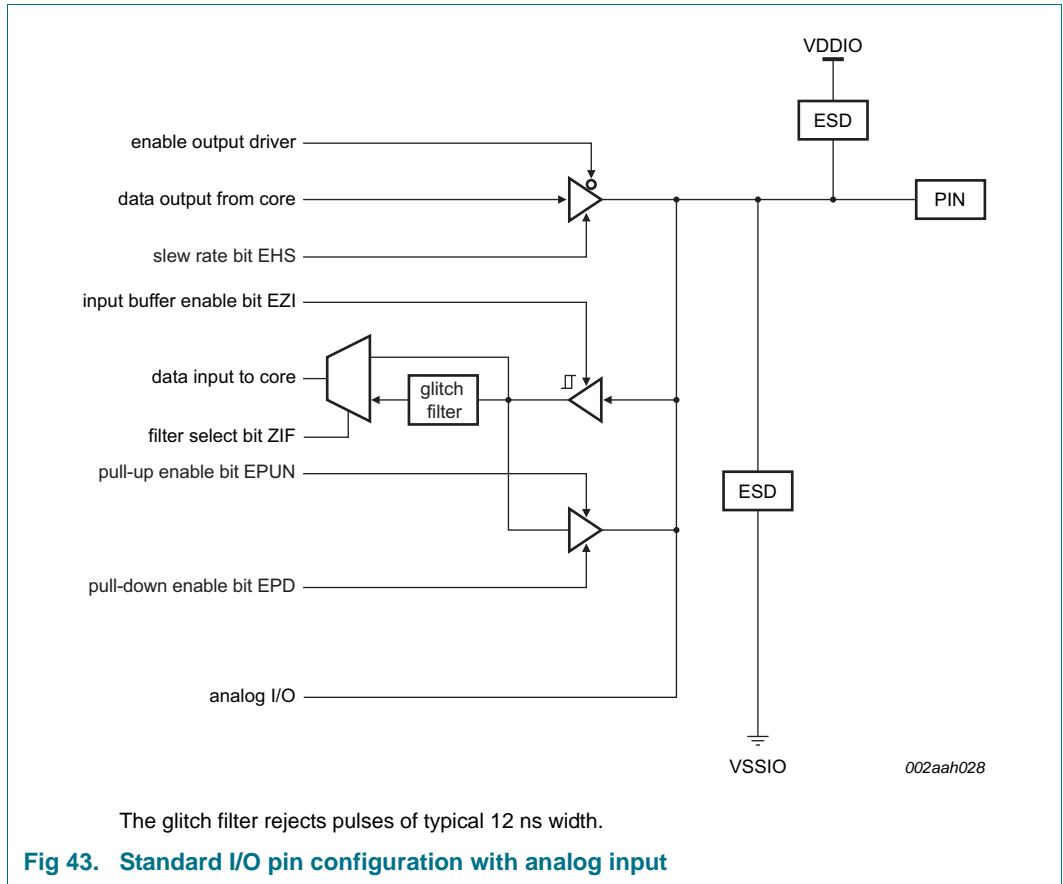 VDDIO
ESD
enable output driver
data output from core
PIN
slew rate bit EHS
input buffer enable bit EZI
data input to core
glitch
filter
filter select bit ZIF
pull-up enable bit EPUN
ESD
pull-down enable bit EPD
analog I/O
VSSIO
002aah028
The glitch filter rejects pulses of typical 12 ns width.
Fig 43. Standard I/O pin configuration with analog input